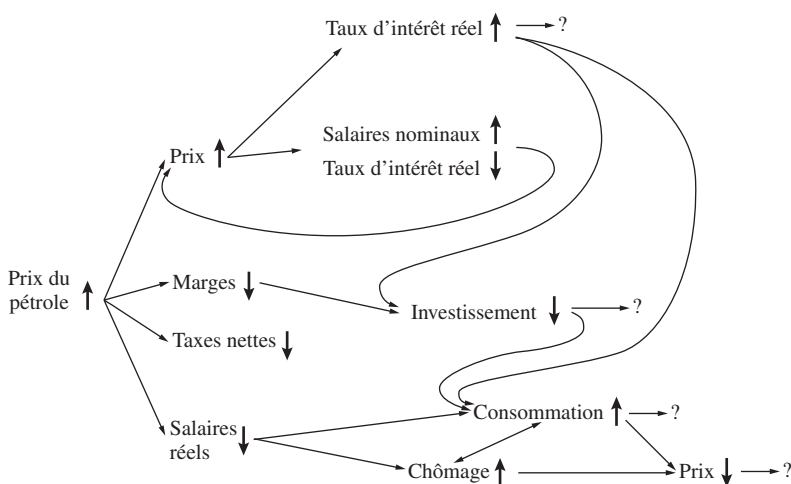 Taux d'intérêt réel ?
Salaires nominaux
Prix
Taux d'intérêt réel
Prix du
pétrole
Marges
Investissement ?
Taxes nettes
Salaires
réels
Consommation ?
Chômage
Prix ?